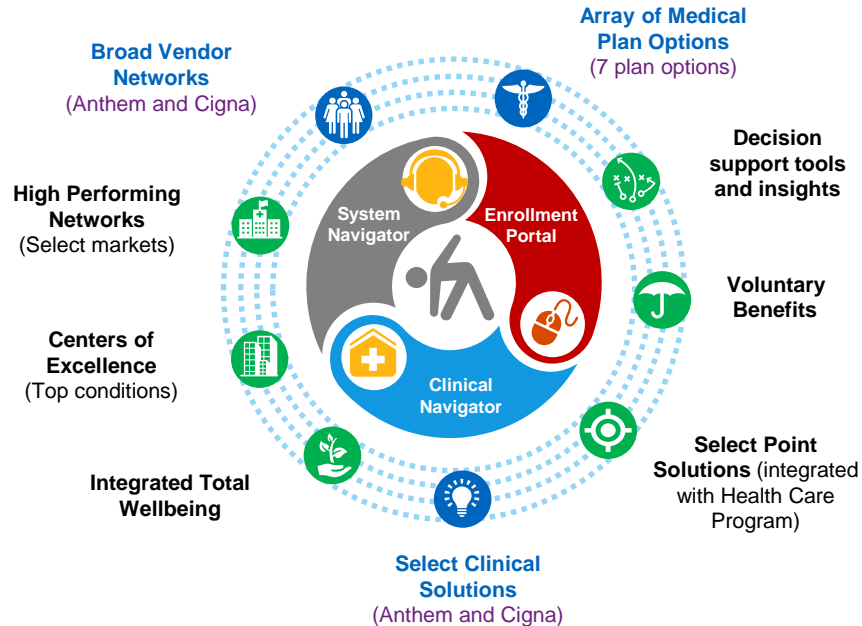 Array of Medical
Plan Options
(7 plan options)
Broad Vendor
Networks
(Anthem and Cigna)
Decision
support tools
and insights
High Performing
Networks
(Select markets)
System
Navigator
Enrollment
Portal
Voluntary
Benefits
Centers of
Excellence
(Top conditions)
Clinical
Navigator
Select Point
Solutions (integrated
with Health Care
Program)
Integrated Total
Wellbeing
Select Clinical
Solutions
(Anthem and Cigna)